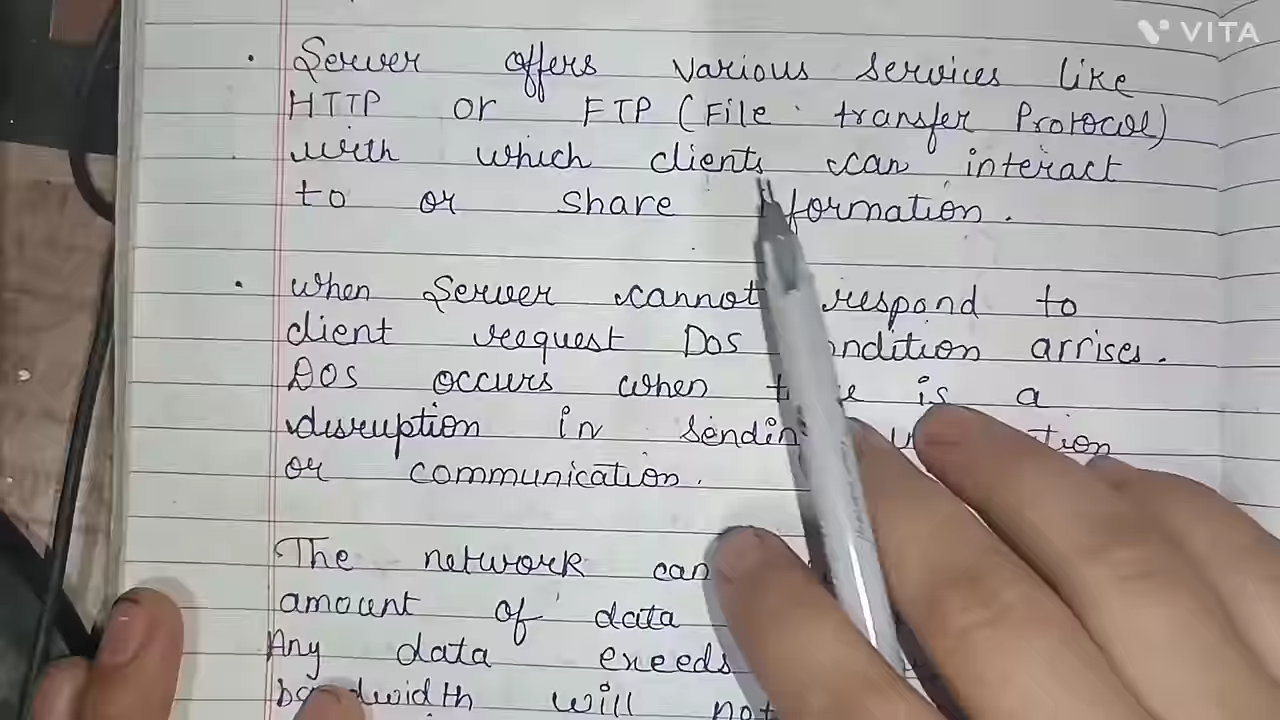 VITA
• Server offers various services like
HTTP or FTP (File transfer Protocol)
with which clients can interact
to or share formation.
• when Server cannot respond to
client request DOS ndition arrises.
DOS occurs when is a
disruption in sendin
or communication.
The network can
amount of data
Any data exeeds
bandwidth will not